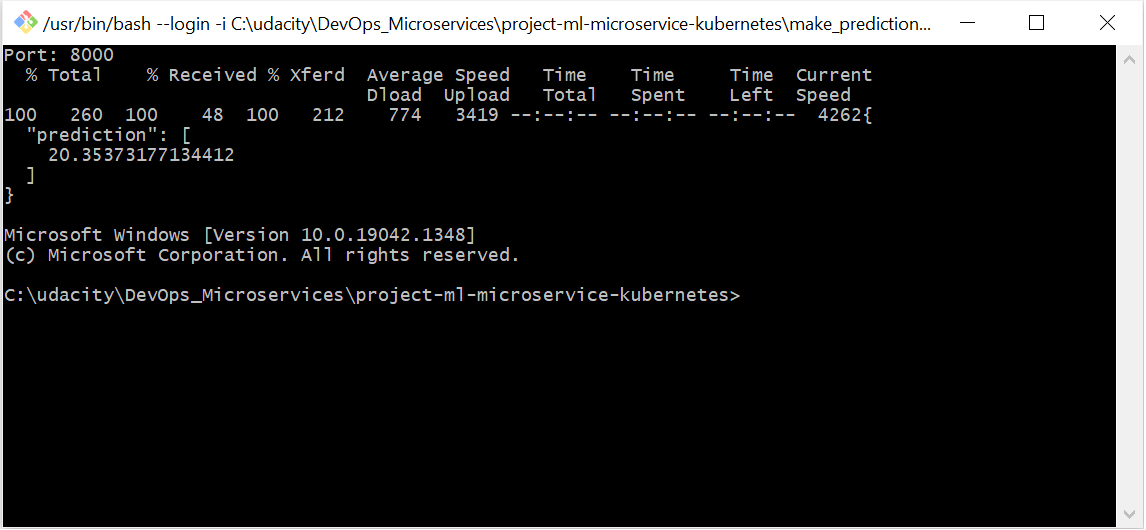 /usr/bin/bash --login -i C:\udacity\DevOps_Microservices\project-ml-microservice-kubernetes\make_prediction...
Port: 8000
  % Total    % Received % Xferd  Average Speed   Time    Time     Time  Current
                                 Dload  Upload   Total   Spent    Left  Speed
100   260  100    48  100   212    774   3419 --:--:-- --:--:-- --:--:--  4262{
  "prediction": [
    20.35373177134412
  ]
}
Microsoft Windows [Version 10.0.19042.1348]
(c) Microsoft Corporation. All rights reserved.
C:\udacity\DevOps_Microservices\project-ml-microservice-kubernetes>